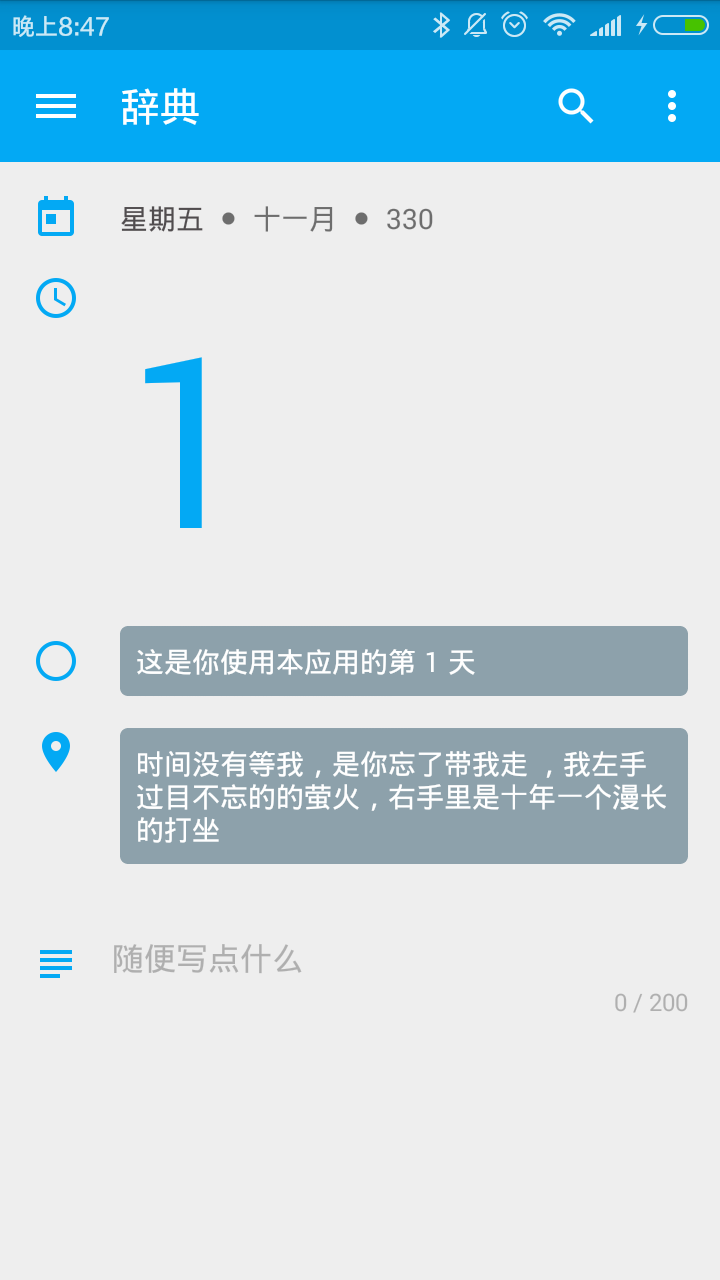 晚上8:47
辞典
星期五 ● 十一月 ● 330
1
这是你使用本应用的第 1 天
时间没有等我，是你忘了带我走 ，我左手
过目不忘的的萤火，右手里是十年一个漫长
的打坐
随便写点什么
0 / 200